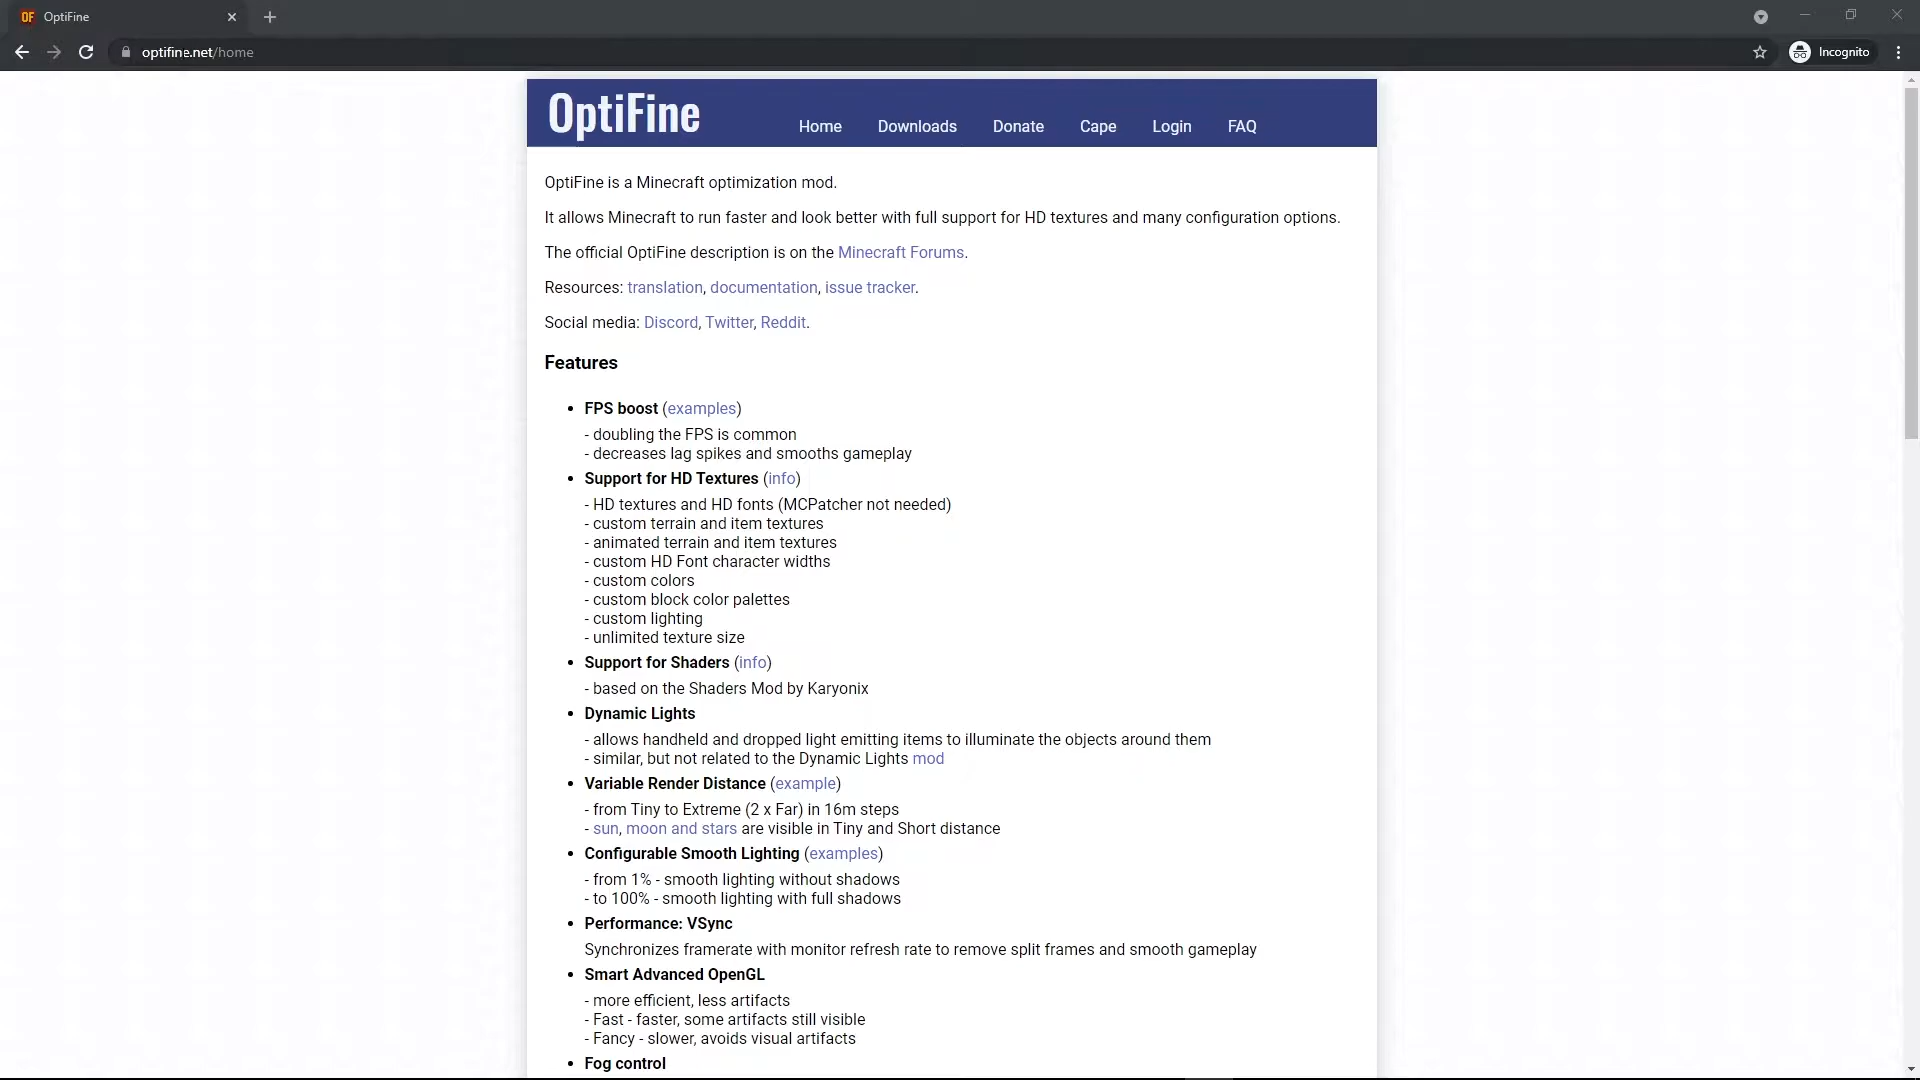 OF OptiFine
optifine.net/home
Incognito
OptiFine
Home Downloads Donate Cape Login FAQ
OptiFine is a Minecraft optimization mod.
It allows Minecraft to run faster and look better with full support for HD textures and many configuration options.
The official OptiFine description is on the Minecraft Forums.
Resources: translation, documentation, issue tracker.
Social media: Discord, Twitter, Reddit.
Features
• FPS boost (examples)
- doubling the FPS is common
- decreases lag spikes and smooths gameplay
• Support for HD Textures (info)
- HD textures and HD fonts (MCPatcher not needed)
- custom terrain and item textures
- animated terrain and item textures
- custom HD Font character widths
- custom colors
- custom block color palettes
- custom lighting
- unlimited texture size
• Support for Shaders (info)
- based on the Shaders Mod by Karyonix
• Dynamic Lights
- allows handheld and dropped light emitting items to illuminate the objects around them
- similar, but not related to the Dynamic Lights mod
• Variable Render Distance (example)
- from Tiny to Extreme (2 x Far) in 16m steps
- sun, moon and stars are visible in Tiny and Short distance
• Configurable Smooth Lighting (examples)
- from 1% - smooth lighting without shadows
- to 100% - smooth lighting with full shadows
• Performance: VSync
Synchronizes framerate with monitor refresh rate to remove split frames and smooth gameplay
• Smart Advanced OpenGL
- more efficient, less artifacts
- Fast - faster, some artifacts still visible
- Fancy - slower, avoids visual artifacts
• Fog control